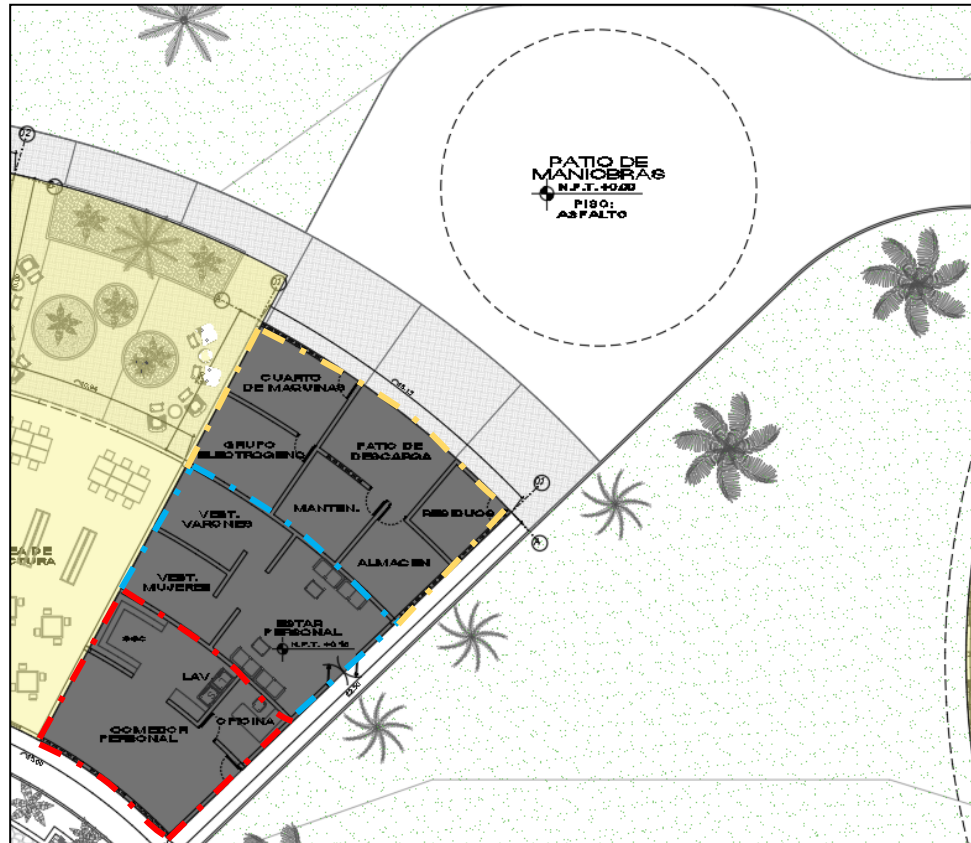 PATIO DE
MANIOBRAS
N.P.T. +0.00
PISO:
ASFALTO
CUARTO
DE MAQUINAS
GRUPO
ELECTROGENO
PATIO DE
DESCARGA
MANTEN.
RESIDUOS
VEST.
VARONES
ALMACEN
VEST.
MUJERES
ESTAR
PERSONAL
LAV.
OFICINA
COMEDOR
PERSONAL